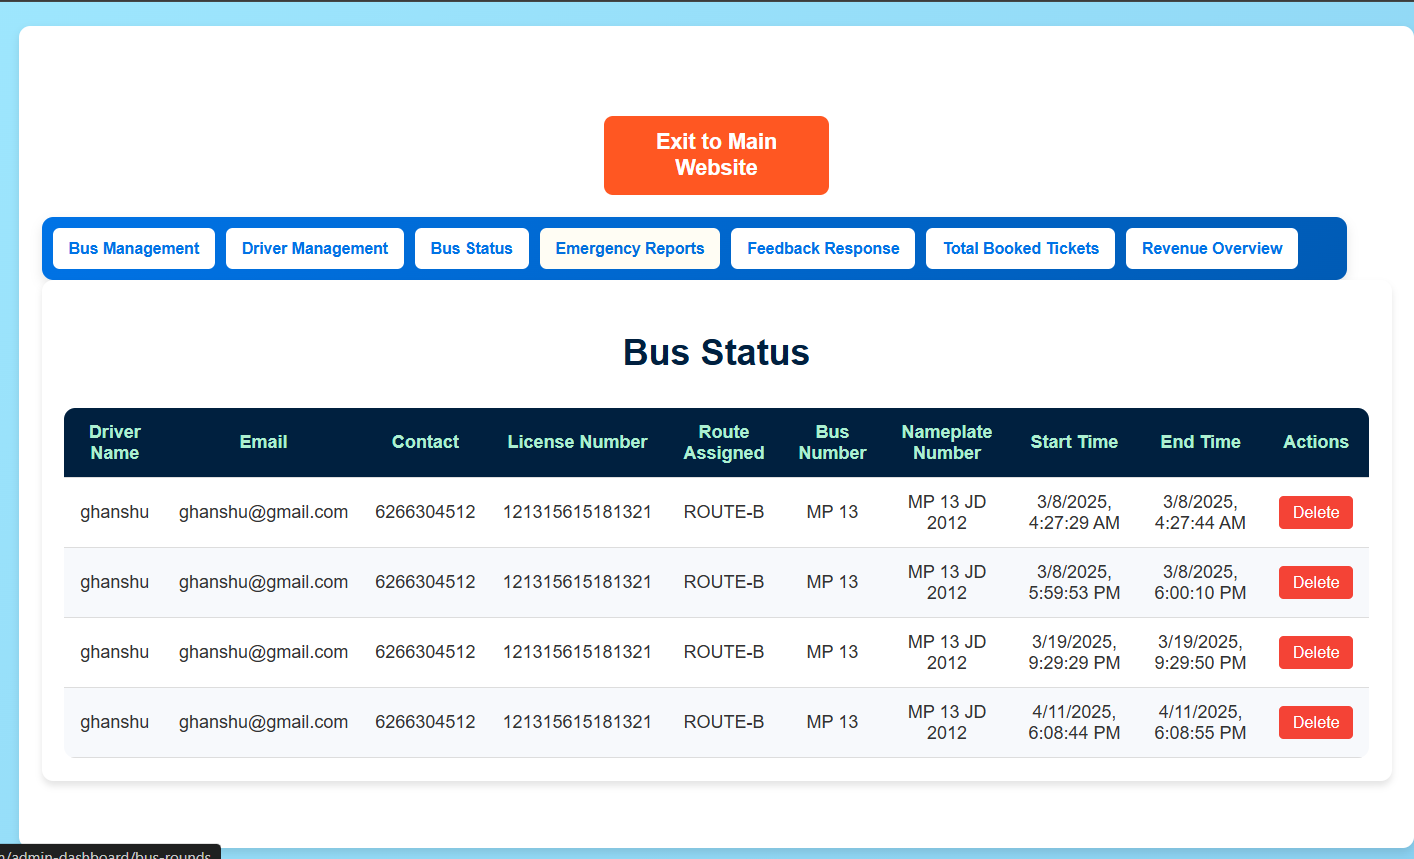 Exit to Main
Website
Bus Management Driver Management Bus Status Emergency Reports Feedback Response Total Booked Tickets Revenue Overview
Bus Status
Driver Name Email Contact License Number Route Assigned Bus Number Nameplate Number Start Time End Time Actions
ghanshu ghanshu@gmail.com 6266304512 121315615181321 ROUTE-B MP 13 MP 13 JD 2012 3/8/2025, 4:27:29 AM 3/8/2025, 4:27:44 AM Delete
ghanshu ghanshu@gmail.com 6266304512 121315615181321 ROUTE-B MP 13 MP 13 JD 2012 3/8/2025, 5:59:53 PM 3/8/2025, 6:00:10 PM Delete
ghanshu ghanshu@gmail.com 6266304512 121315615181321 ROUTE-B MP 13 MP 13 JD 2012 3/19/2025, 9:29:29 PM 3/19/2025, 9:29:50 PM Delete
ghanshu ghanshu@gmail.com 6266304512 121315615181321 ROUTE-B MP 13 MP 13 JD 2012 4/11/2025, 6:08:44 PM 4/11/2025, 6:08:55 PM Delete
/admin-dashboard/bus-rounds